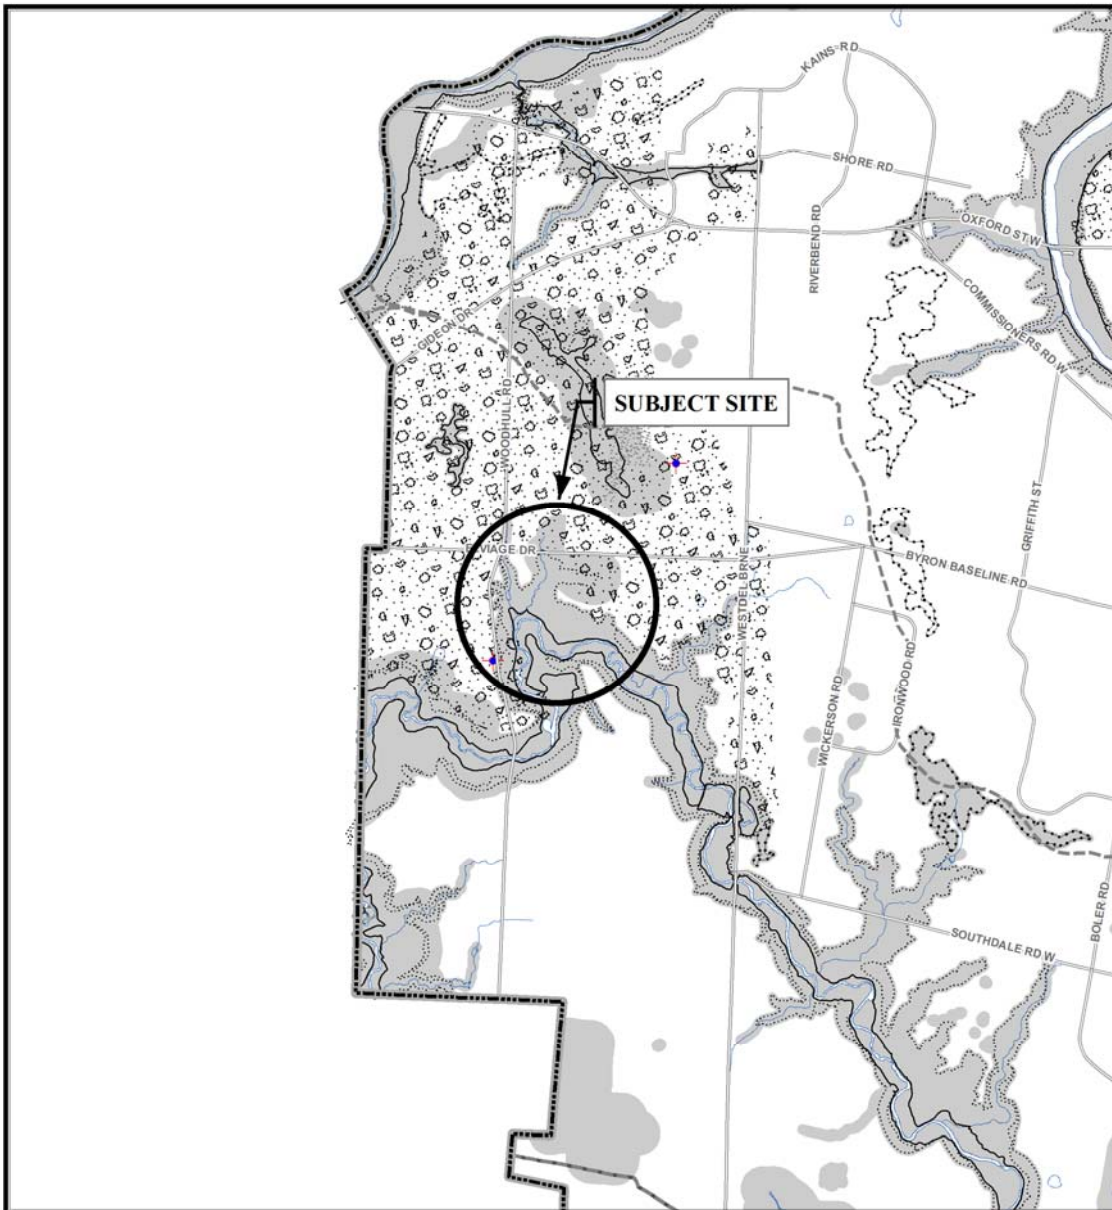 KAINS RD
SHORE RD
RIVERBEND RD
OXFORD ST W
COMMISSIONERS RD W
GIDEON DR
WOODHULL RD
SUBJECT SITE
GRIFFITH ST
ELVIAGE DR
BYRON BASELINE RD
WESTDEL BRNE
IRONWOOD RD
WICKERSON RD
BOLER RD
SOUTHDALE RD W